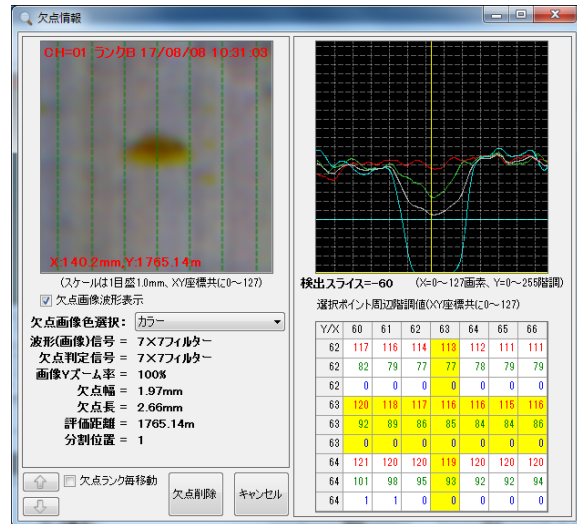 欠点情報
CH=01 ランクB 17/08/08 10:31:03
X:140.2mm,Y:1765.14m
(スケールは1目盛1.0mm、XY座標共に0～127)
欠点画像波形表示
欠点画像色選択: カラー
波形(画像)信号 = 7×7フィルター
欠点判定信号 = 7×7フィルター
画像Yズーム率 = 100%
欠点幅 = 1.97mm
欠点長 = 2.66mm
評価距離 = 1765.14m
分割位置 = 1
欠点ランク毎移動
欠点削除
キャンセル
検出スライス=-60 (X=0～127画素、Y=0～255階調)
選択ポイント周辺階調値(XY座標共に0～127)
Y/X 60 61 62 63 64 65 66
62 117 116 114 113 112 111 111
62 82 79 77 77 78 79 79
62 0 0 0 0 0 0 0
63 120 118 117 116 116 115 116
63 92 89 86 85 84 84 86
63 0 0 0 0 0 0 0
64 121 120 120 119 120 120 120
64 101 98 95 93 92 92 94
64 1 1 0 0 0 0 0